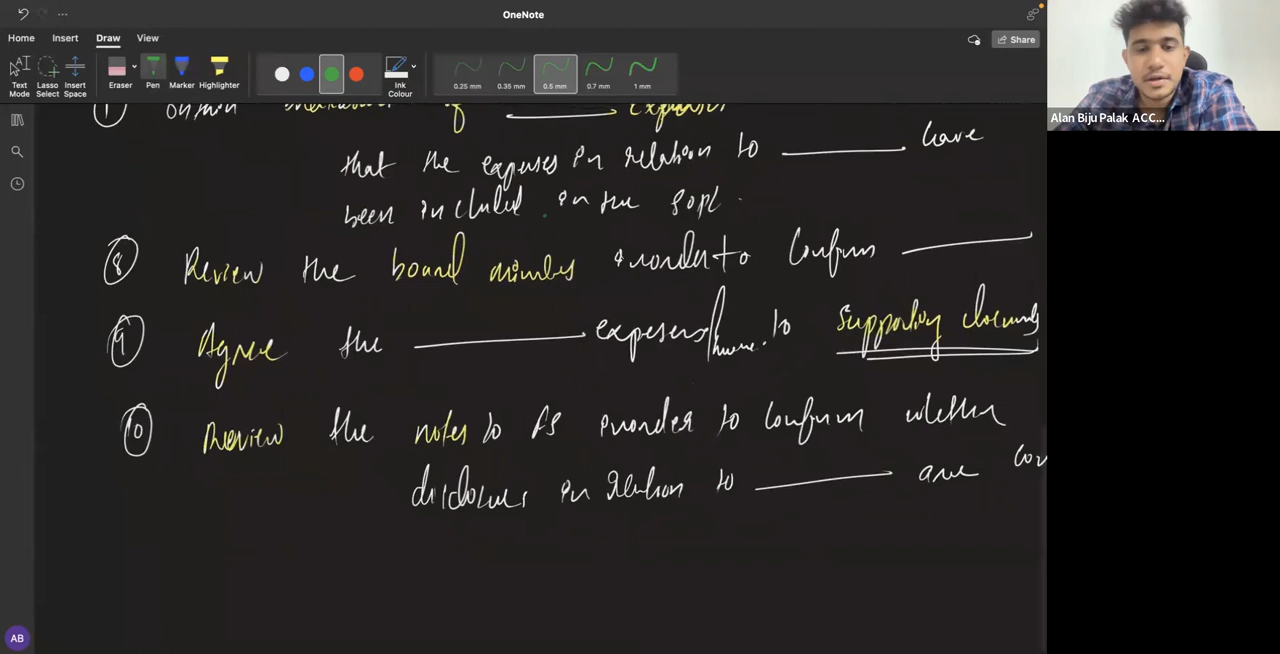 OneNote
Home Insert Draw View
Share
Text Mode
Lasso Select
Insert Space
Eraser
Pen
Marker
Highlighter
Ink Colour
0.25 mm
0.35 mm
0.5 mm
0.7 mm
1 mm
Alan Biju Palak ACC...
of
that the expenses in relation to ______ have
been included in the SOPL.
8 Review the board minutes inorder to confirm ______
9 Agree the ______ expenses / to supporting documents
10 Review the notes to FS inorder to confirm whether
disclosures in relation to ______ are
AB